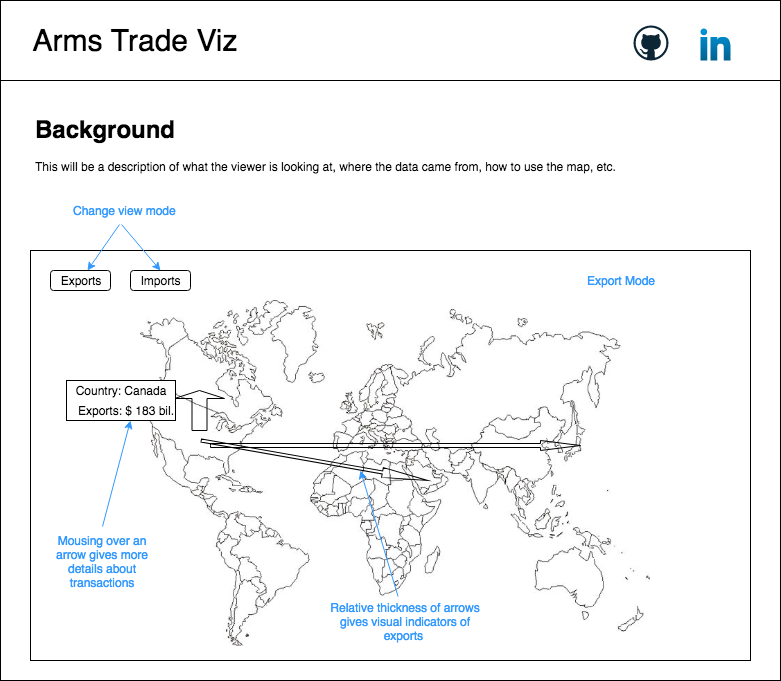 Arms Trade Viz
in
Background
This will be a description of what the viewer is looking at, where the data came from, how to use the map, etc.
Change view mode
Exports
Imports
Export Mode
Country: Canada
Exports: $ 183 bil.
Mousing over an
arrow gives more
details about
transactions
Relative thickness of arrows
gives visual indicators of
exports